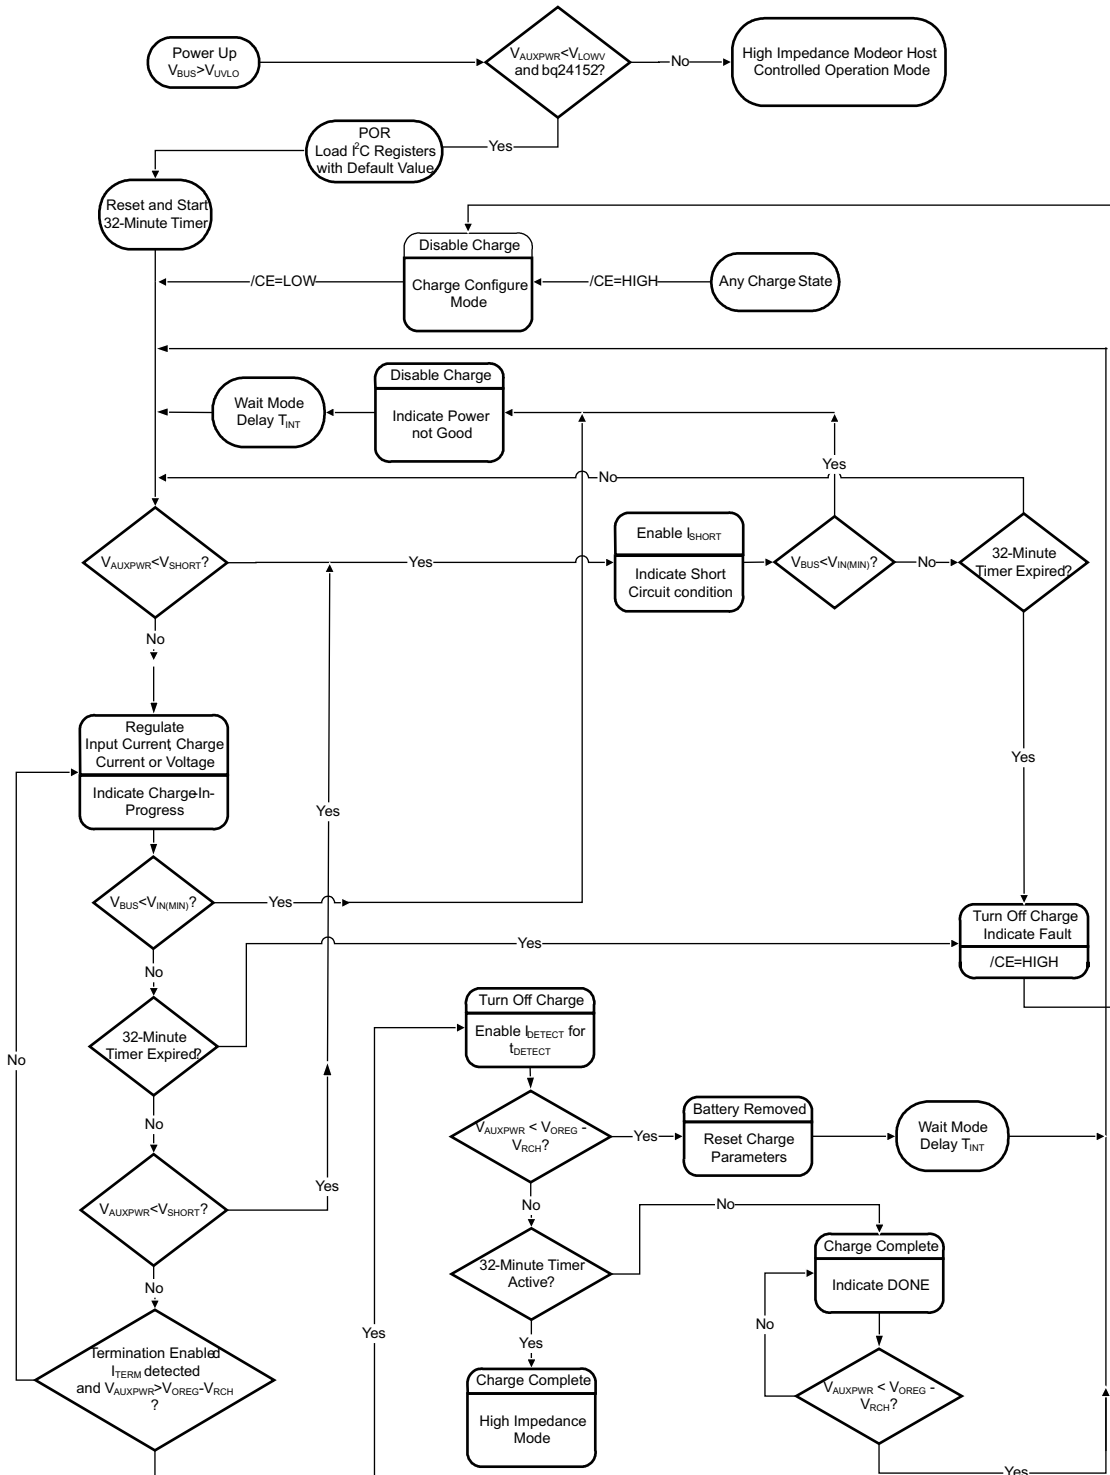 Power Up
VBUS>VUVLO
VAUXPWR<VLOWV
and bq24152?
No
High Impedance Modeor Host
Controlled Operation Mode
Yes
POR
Load I2C Registers
with Default Value
Reset and Start
32-Minute Timer
Disable Charge
Charge Configure
Mode
/CE=LOW
/CE=HIGH
Any Charge State
Disable Charge
Indicate Power
not Good
Wait Mode
Delay TINT
Yes
No
VAUXPWR<VSHORT?
Yes
Enable ISHORT
Indicate Short
Circuit condition
VBUS<VIN(MIN)?
No
32-Minute
Timer Expired?
No
Regulate
Input Current, Charge
Current or Voltage
Indicate Charge-In-
Progress
Yes
Yes
VBUS<VIN(MIN)?
Yes
Turn Off Charge
Indicate Fault
/CE=HIGH
Yes
No
32-Minute
Timer Expired?
No
Turn Off Charge
Enable IDETECT for
tDETECT
No
VAUXPWR < VOREG -
VRCH?
Yes
Battery Removed
Reset Charge
Parameters
Wait Mode
Delay TINT
VAUXPWR<VSHORT?
Yes
No
No
No
32-Minute Timer
Active?
Charge Complete
Indicate DONE
Yes
Yes
No
Termination Enabled
ITERM detected
and VAUXPWR>VOREG-VRCH
?
Charge Complete
High Impedance
Mode
VAUXPWR < VOREG -
VRCH?
Yes